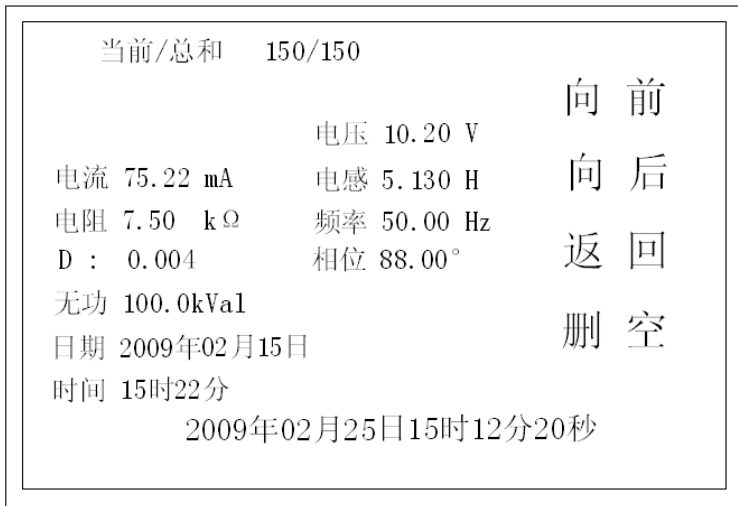 当前/总和 150/150
向 前
电压 10.20 V
电流 75.22 mA
电感 5.130 H
向 后
电阻 7.50 kΩ
频率 50.00 Hz
D : 0.004
相位 88.00°
返 回
无功 100.0kVal
删 空
日期 2009年02月15日
时间 15时22分
2009年02月25日15时12分20秒